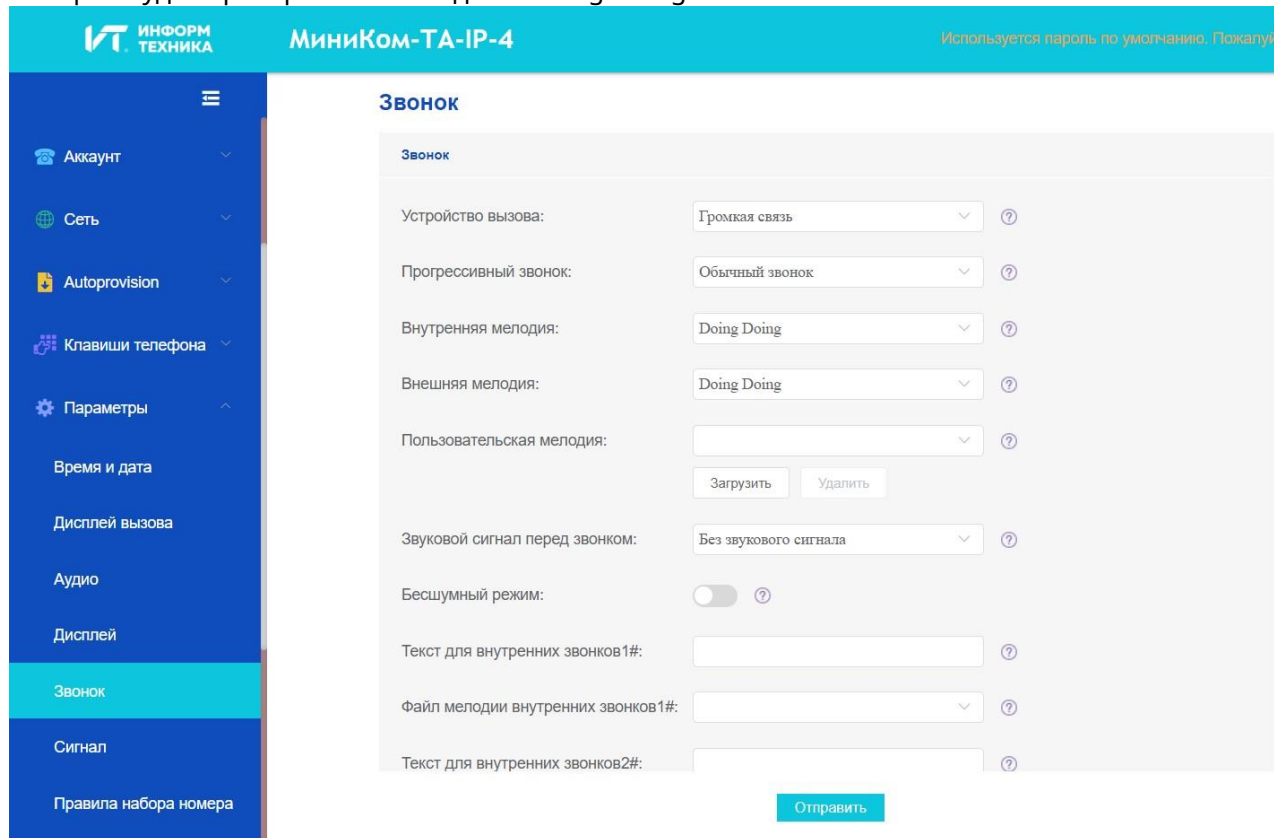 ИНФОРМ
ТЕХНИКА
МиниКом-TA-IP-4
Используется пароль по умолчанию.
Звонок
Аккаунт
Сеть
Autoprovision
Клавиши телефона
Параметры
Время и дата
Дисплей вызова
Аудио
Дисплей
Звонок
Сигнал
Правила набора номера
Звонок
Устройство вызова: Громкая связь
Прогрессивный звонок: Обычный звонок
Внутренняя мелодия: Doing Doing
Внешняя мелодия: Doing Doing
Пользовательская мелодия:
Загрузить Удалить
Звуковой сигнал перед звонком: Без звукового сигнала
Бесшумный режим:
Текст для внутренних звонков1#:
Файл мелодии внутренних звонков1#:
Текст для внутренних звонков2#:
Отправить